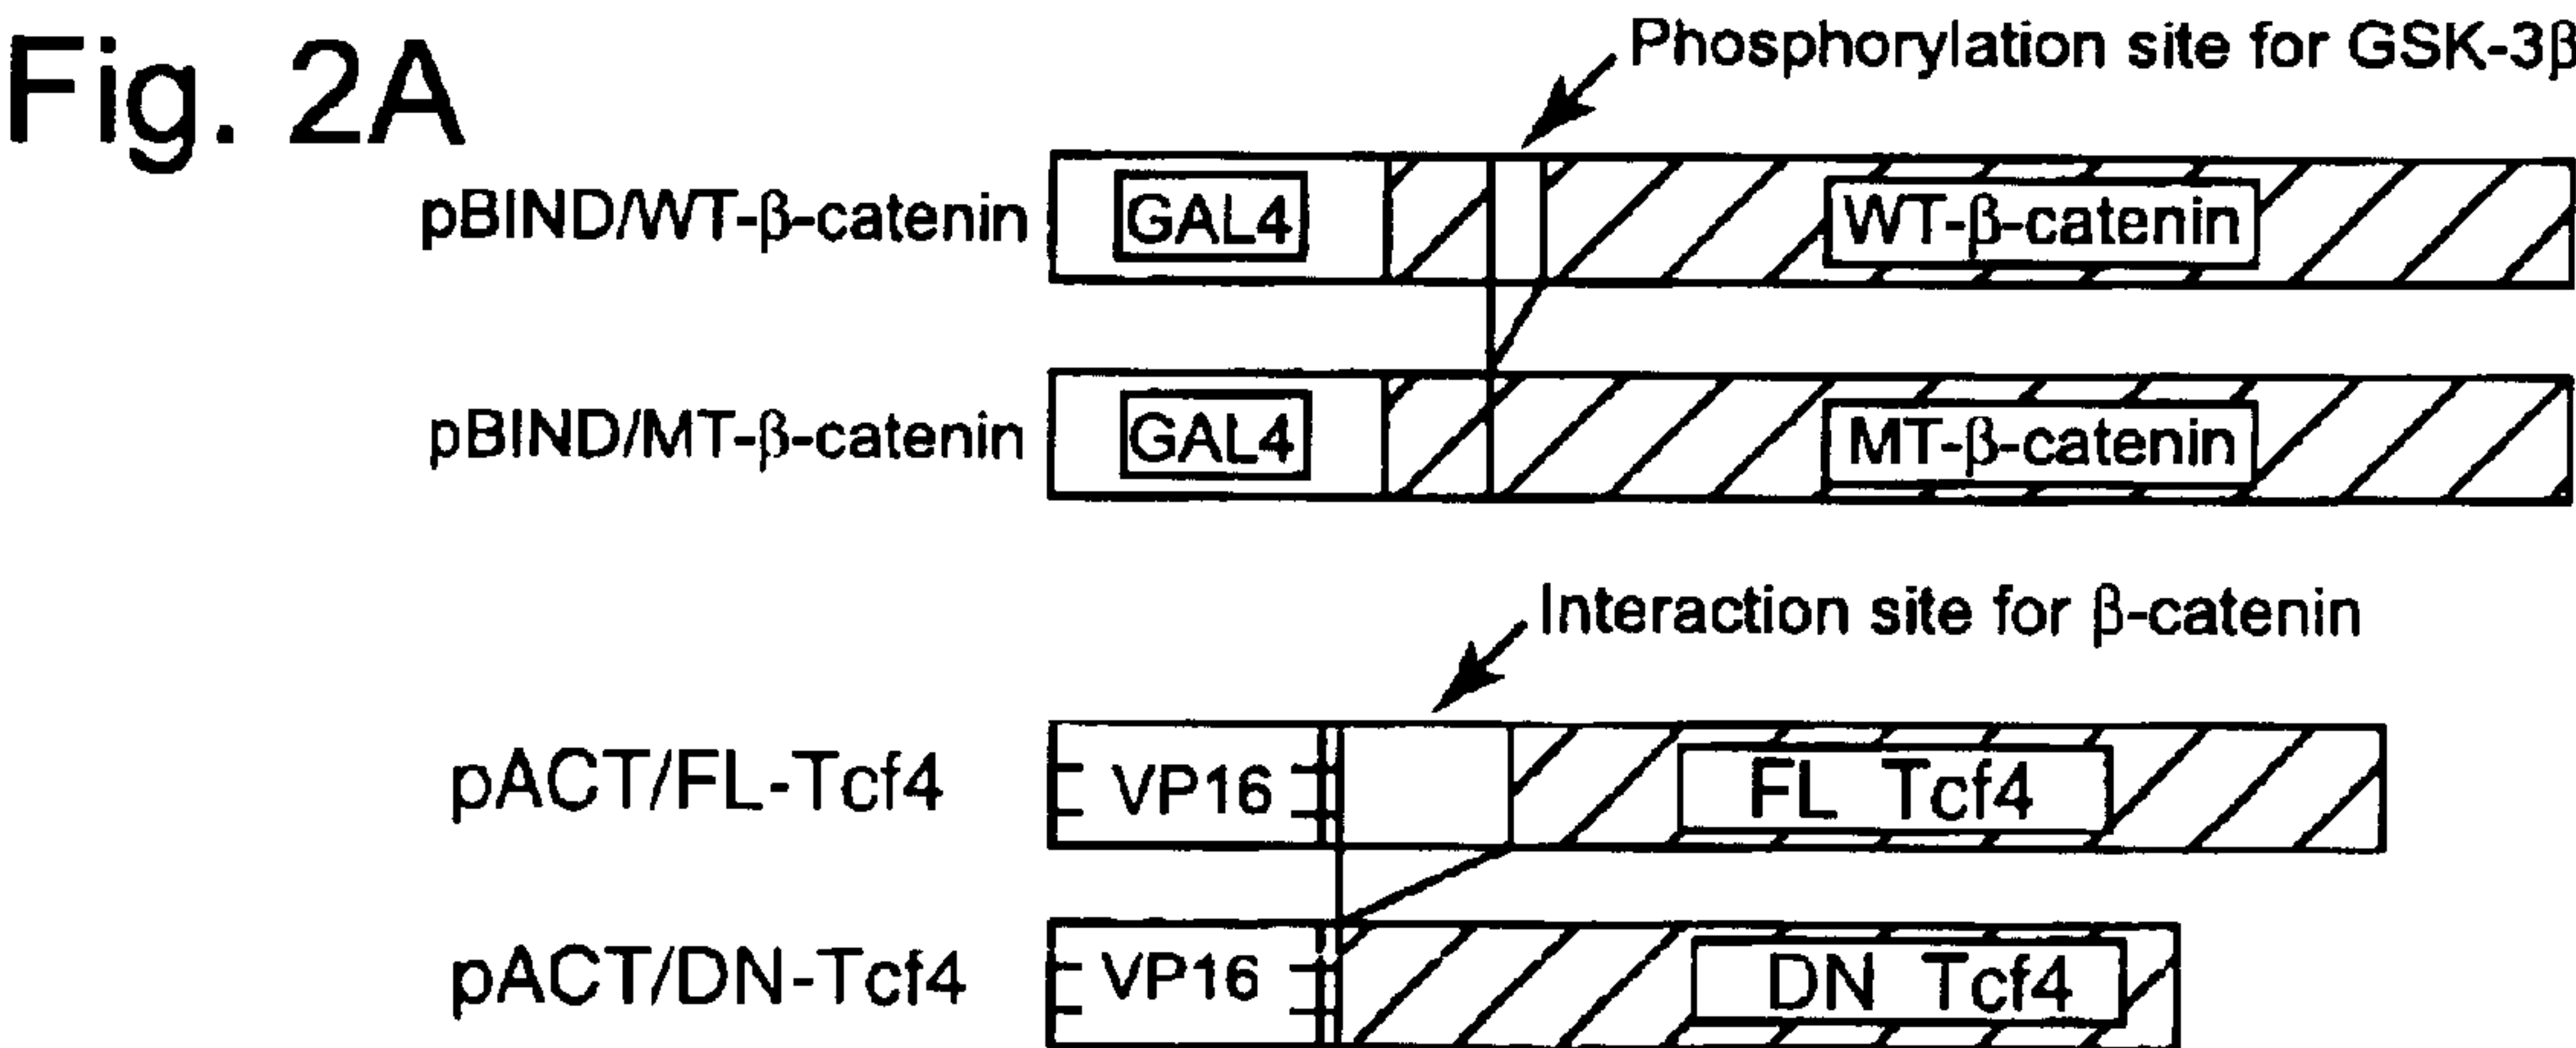 Fig. 2A
Phosphorylation site for GSK-3β
pBIND/WT-β-catenin GAL4 WT-β-catenin
pBIND/MT-β-catenin GAL4 MT-β-catenin
Interaction site for β-catenin
pACT/FL-Tcf4 VP16 FL Tcf4
pACT/DN-Tcf4 VP16 DN Tcf4